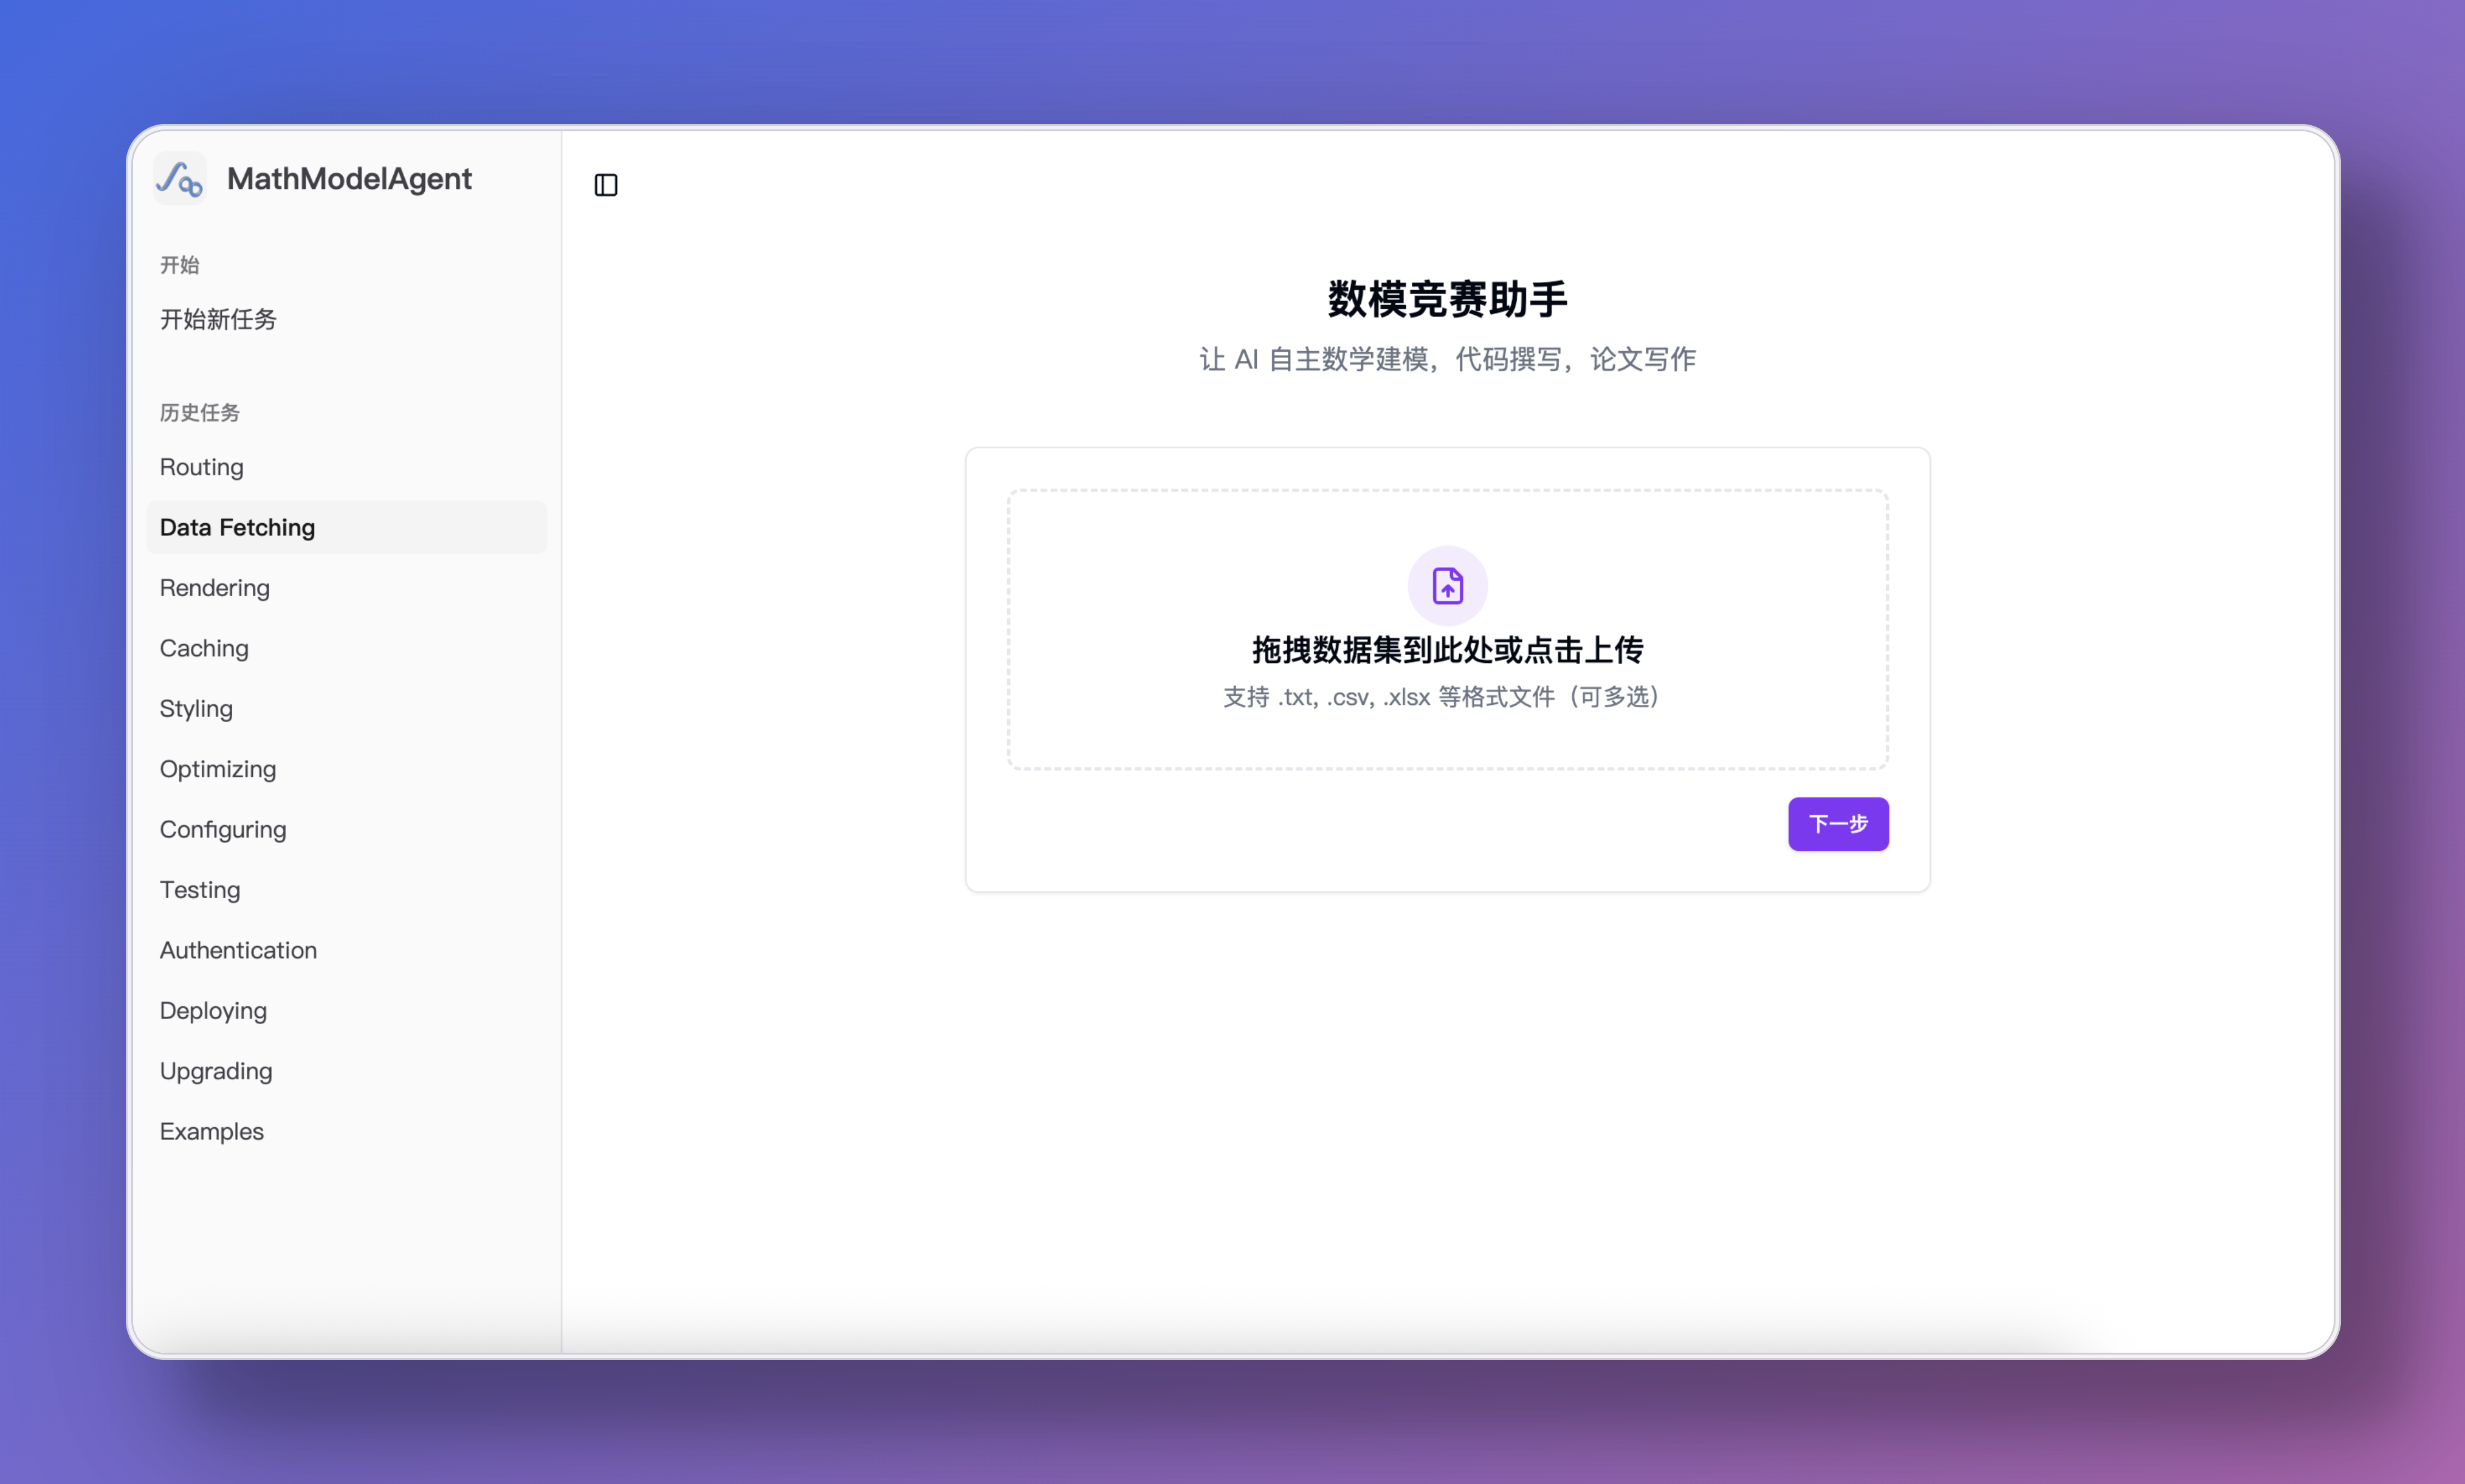 MathModelAgent
开始
开始新任务
历史任务
Routing
Data Fetching
Rendering
Caching
Styling
Optimizing
Configuring
Testing
Authentication
Deploying
Upgrading
Examples
数模竞赛助手
让 AI 自主数学建模，代码撰写，论文写作
拖拽数据集到此处或点击上传
支持 .txt, .csv, .xlsx 等格式文件（可多选）
下一步